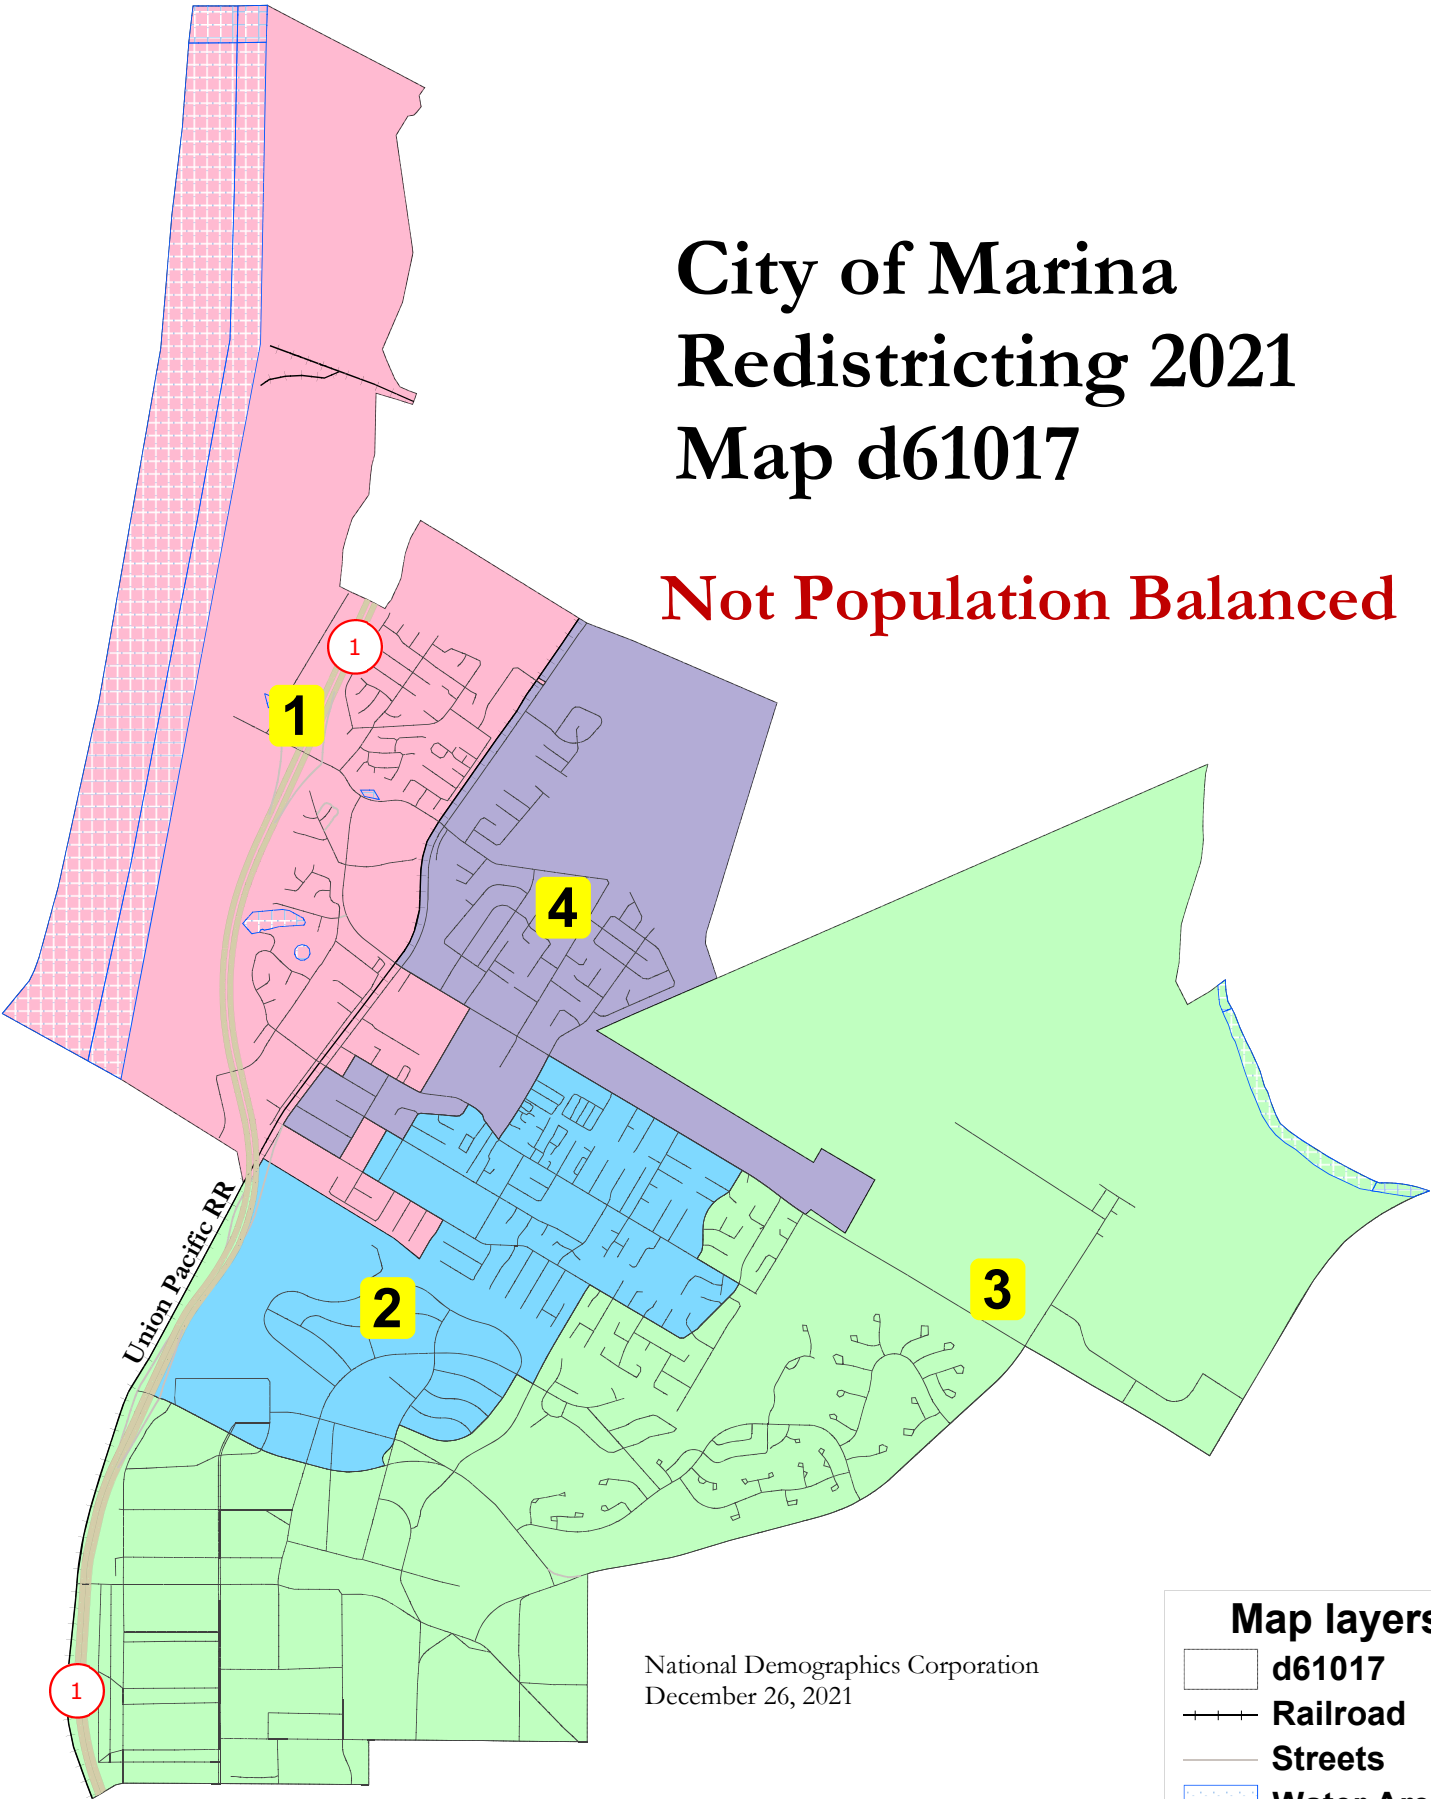 City of Marina
Redistricting 2021
Map d61017
Not Population Balanced
1
1
4
3
2
Union Pacific RR
1
National Demographics Corporation
December 26, 2021
Map layers
d61017
Railroad
Streets
Water